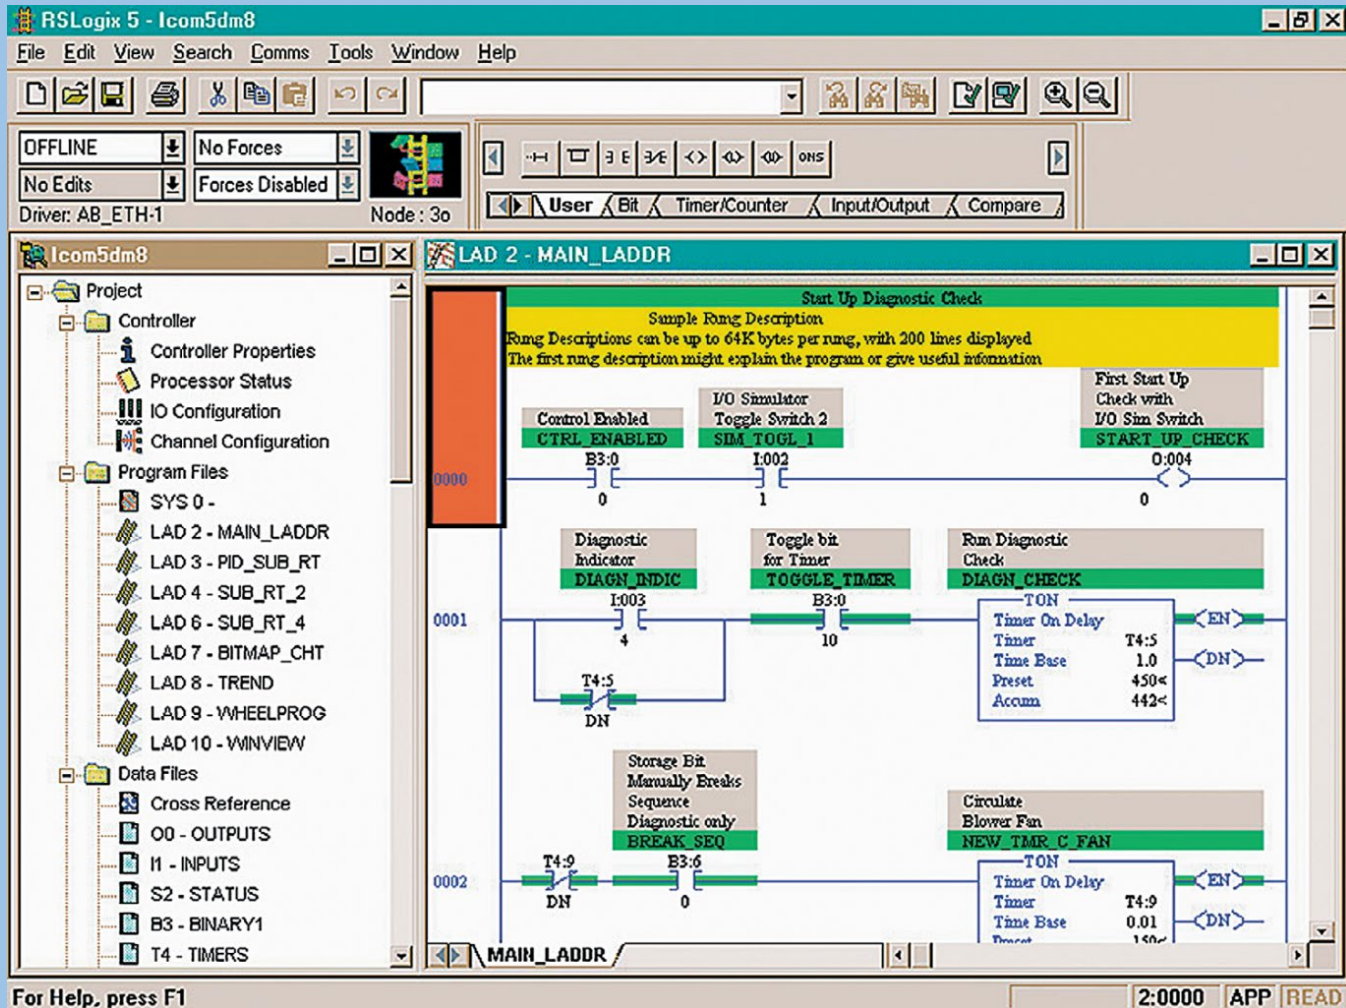 RSLogix 5 - Icom5dm8
File Edit View Search Comms Tools Window Help
OFFLINE No Forces
No Edits Forces Disabled
Driver: AB_ETH-1 Node : 3o
ONS
User Bit Timer/Counter Input/Output Compare
Icom5dm8
Project
Controller
Controller Properties
Processor Status
IO Configuration
Channel Configuration
Program Files
SYS 0 -
LAD 2 - MAIN_LADDR
LAD 3 - PID_SUB_RT
LAD 4 - SUB_RT_2
LAD 6 - SUB_RT_4
LAD 7 - BITMAP_CHT
LAD 8 - TREND
LAD 9 - WHEELPROG
LAD 10 - WINVIEW
Data Files
Cross Reference
O0 - OUTPUTS
I1 - INPUTS
S2 - STATUS
B3 - BINARY1
T4 - TIMERS
LAD 2 - MAIN_LADDR
Start Up Diagnostic Check
Sample Rung Description
Rung Descriptions can be up to 64K bytes per rung, with 200 lines displayed
The first rung description might explain the program or give useful information
Control Enabled
CTRL_ENABLED
B3:0
0
I/O Simulator
Toggle Switch 2
SIM_TOGL_1
I:002
1
First Start Up
Check with
I/O Sim Switch
START_UP_CHECK
O:004
0
0000
Diagnostic
Indicator
DIAGN_INDIC
I:003
4
T4:5
DN
Toggle bit
for Timer
TOGGLE_TIMER
B3:0
10
Run Diagnostic
Check
DIAGN_CHECK
TON
Timer On Delay
Timer T4:5
Time Base 1.0
Preset 450<
Accum 442<
EN
DN
0001
Storage Bit
Manually Breaks
Sequence
Diagnostic only
BREAK_SEQ
B3:6
0
T4:9
DN
Circulate
Blower Fan
NEW_TMR_C_FAN
TON
Timer On Delay
Timer T4:9
Time Base 0.01
Preset 150<
EN
DN
0002
MAIN_LADDR
For Help, press F1
2:0000 APP READ